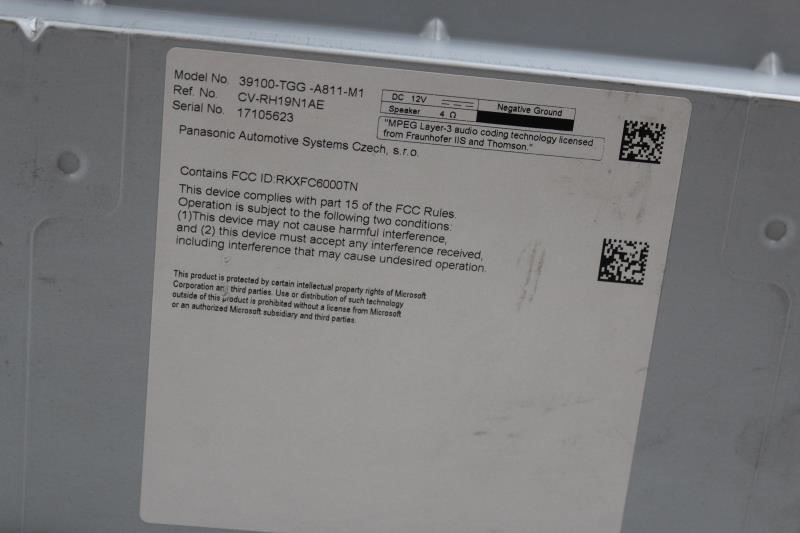 Model No. 39100-TGG -A811-M1
Ref. No. CV-RH19N1AE
Serial No. 17105623
DC 12V
Negative Ground
Speaker 4 Ω
"MPEG Layer-3 audio coding technology licensed
from Fraunhofer IIS and Thomson."
Panasonic Automotive Systems Czech, s.r.o.
Contains FCC ID:RKXFC6000TN
This device complies with part 15 of the FCC Rules.
Operation is subject to the following two conditions:
(1)This device may not cause harmful interference,
and (2) this device must accept any interference received,
including interference that may cause undesired operation.
This product is protected by certain intellectual property rights of Microsoft
Corporation and third parties. Use or distribution of such technology
outside of this product is prohibited without a license from Microsoft
or an authorized Microsoft subsidiary and third parties.